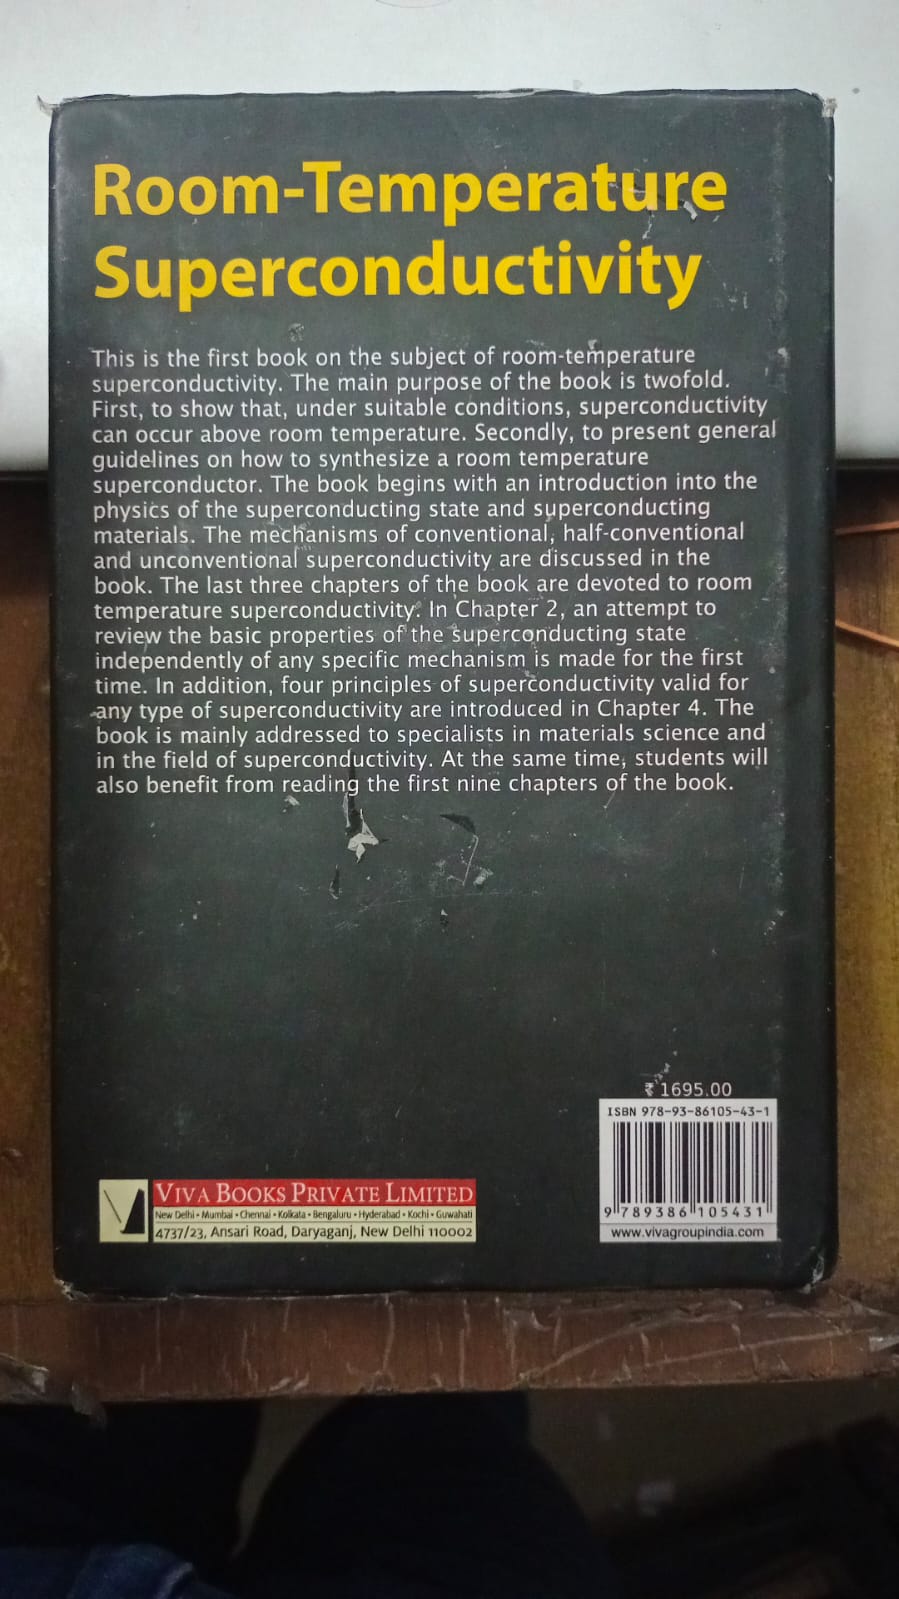 Room-Temperature
Superconductivity
This is the first book on the subject of room-temperature
superconductivity. The main purpose of the book is twofold.
First, to show that, under suitable conditions, superconductivity
can occur above room temperature. Secondly, to present general
guidelines on how to synthesize a room temperature
superconductor. The book begins with an introduction into the
physics of the superconducting state and superconducting
materials. The mechanisms of conventional, half-conventional
and unconventional superconductivity are discussed in the
book. The last three chapters of the book are devoted to room
temperature superconductivity. In Chapter 2, an attempt to
review the basic properties of the superconducting state
independently of any specific mechanism is made for the first
time. In addition, four principles of superconductivity valid for
any type of superconductivity are introduced in Chapter 4. The
book is mainly addressed to specialists in materials science and
in the field of superconductivity. At the same time, students will
also benefit from reading the first nine chapters of the book.
₹ 1695.00
ISBN 978-93-86105-43-1
9 789386 105431
www.vivagroupindia.com
VIVA BOOKS PRIVATE LIMITED
New Delhi • Mumbai • Chennai • Kolkata • Bengaluru • Hyderabad • Kochi • Guwahati
4737/23, Ansari Road, Daryaganj, New Delhi 110002